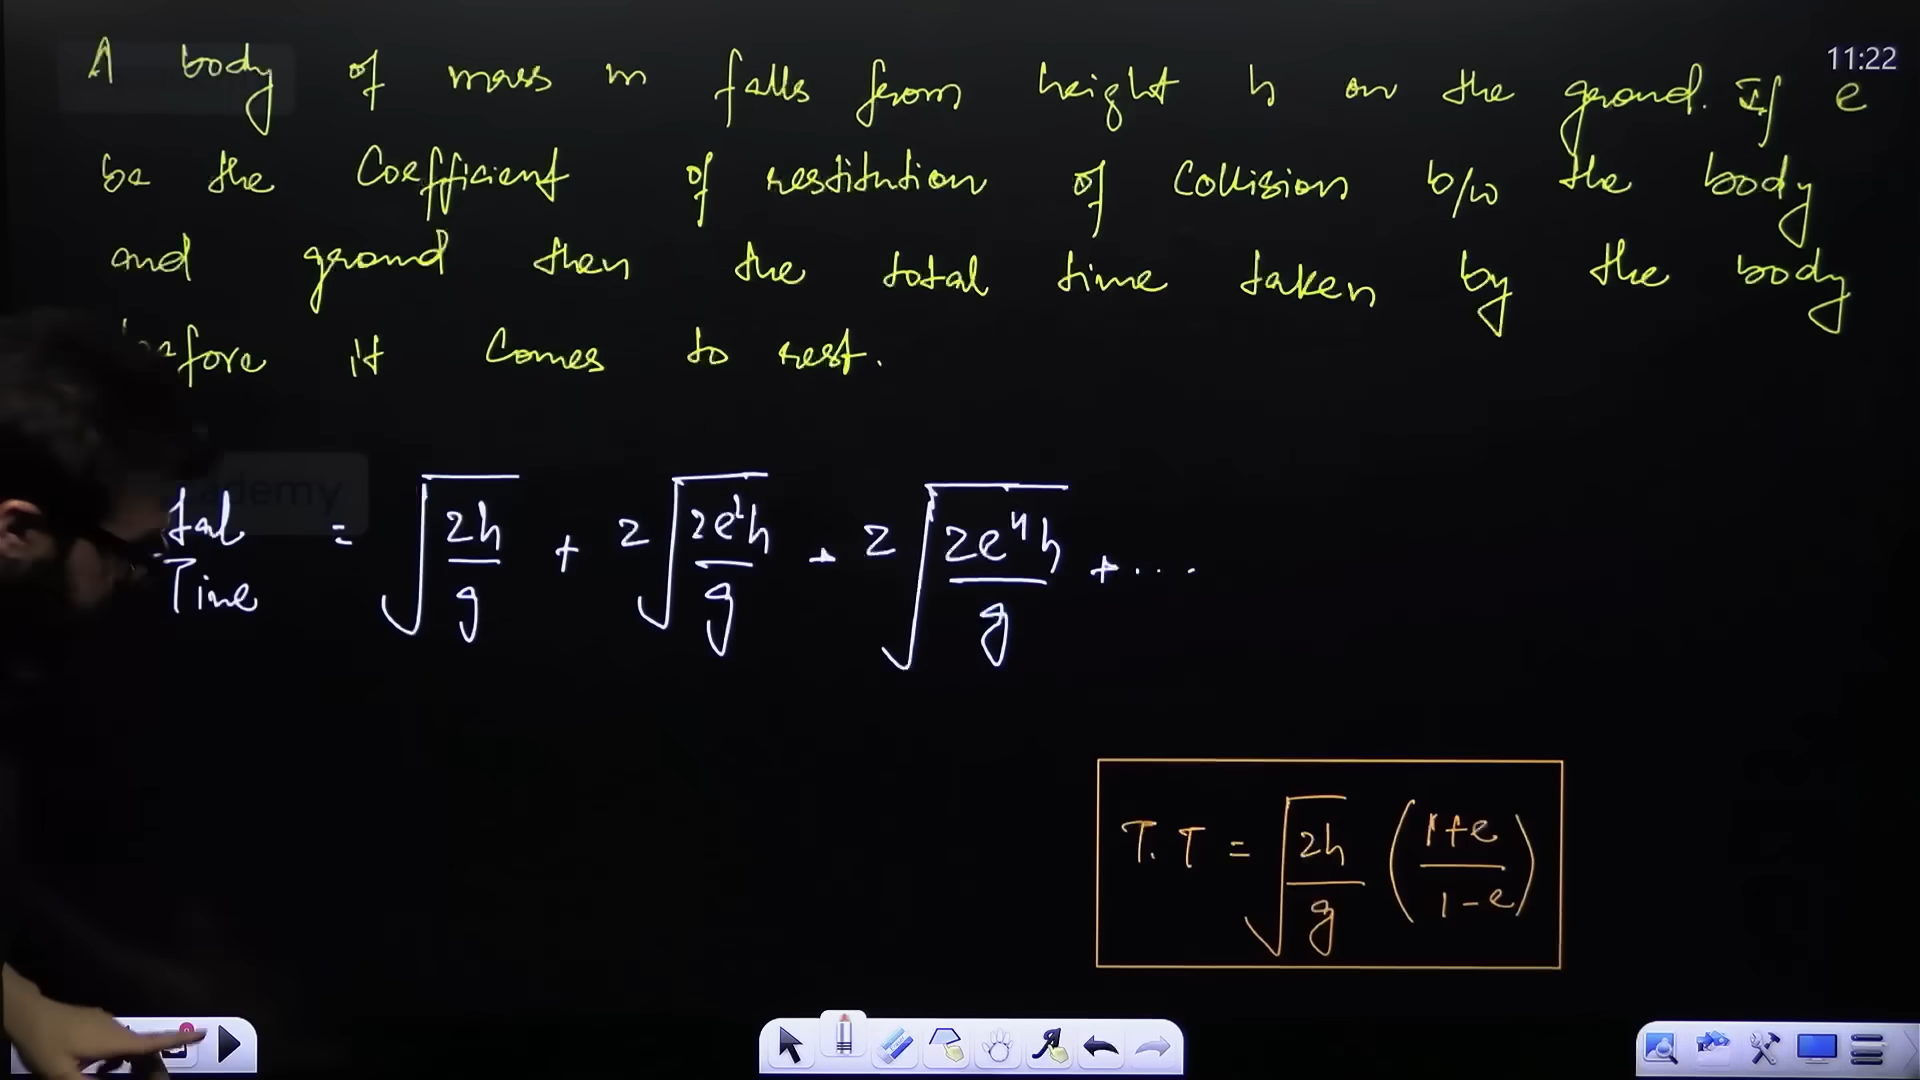 11:22
A body of mass m falls from height h on the ground. If e
be the Coefficient of restitution of Collision b/w the body
and ground then the total time taken by the body
before it comes to rest.
tal = √(2h/g) + 2√(2e²h/g) + 2√(2e⁴h/g) + ...
Time
T.T = √(2h/g) ((1+e)/(1-e))